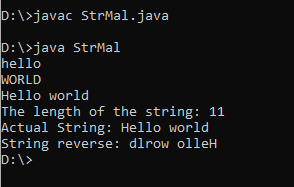 D:\>javac StrMal.java
D:\>java StrMal
hello
WORLD
Hello world
The length of the string: 11
Actual String: Hello world
String reverse: dlrow olleH
D:\>